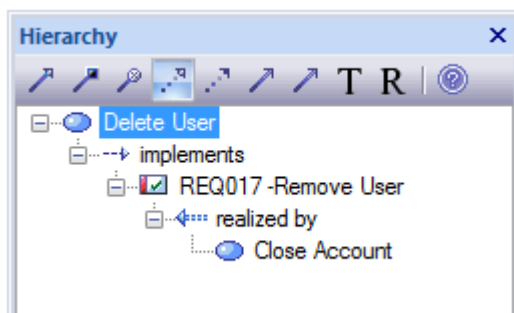 Hierarchy
T R
Delete User
implements
REQ017 -Remove User
realized by
Close Account